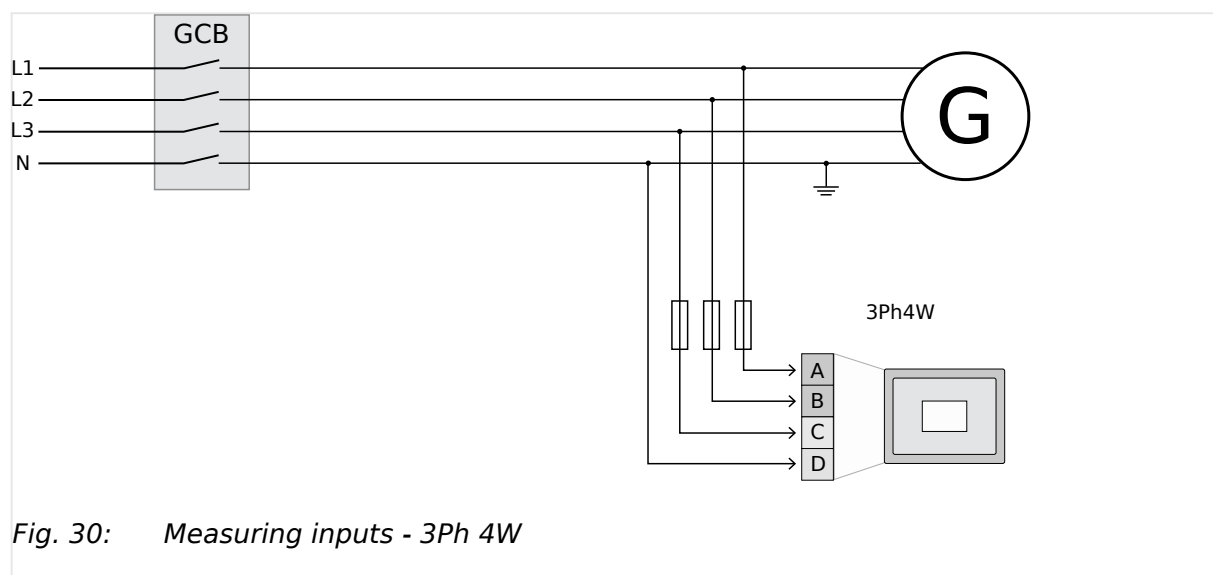 GCB
L1
L2
L3
N
G
3Ph4W
A
B
C
D
Fig. 30: Measuring inputs - 3Ph 4W